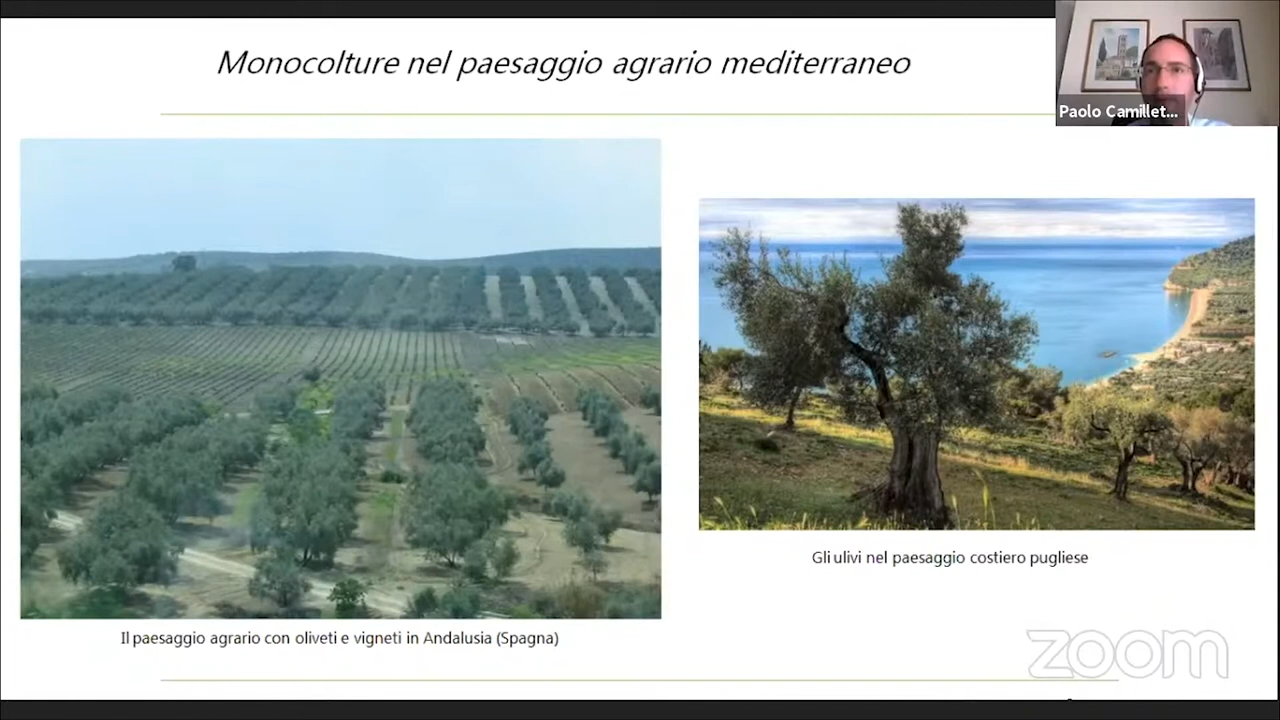 Monocolture nel paesaggio agrario mediterraneo
Paolo Camillet...
Il paesaggio agrario con oliveti e vigneti in Andalusia (Spagna)
Gli ulivi nel paesaggio costiero pugliese
zoom